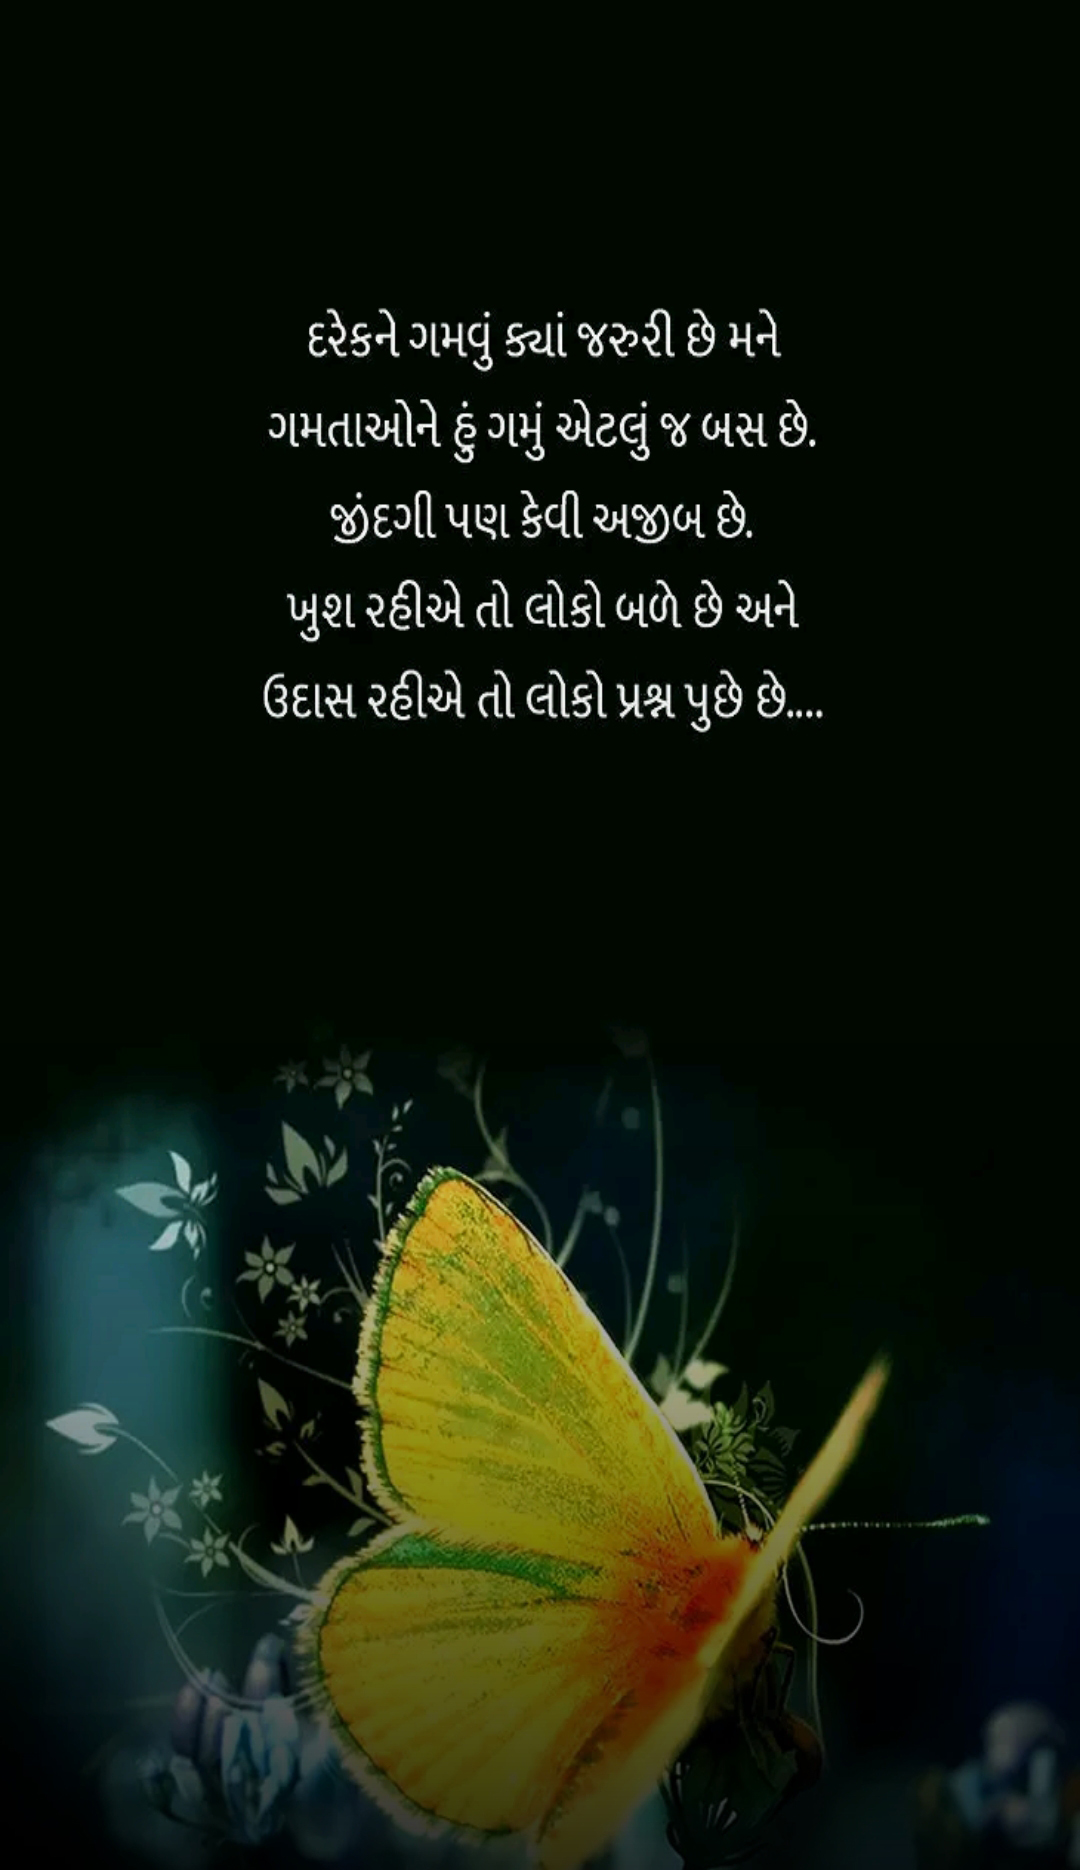 દરેકને ગમવું ક્યાં જરુરી છે મને
ગમતાઓને હું ગમું એટલું જ બસ છે.
જીંદગી પણ કેવી અજીબ છે.
ખુશ રહીએ તો લોકો બળે છે અને
ઉદાસ રહીએ તો લોકો પ્રશ્ન પુછે છે....